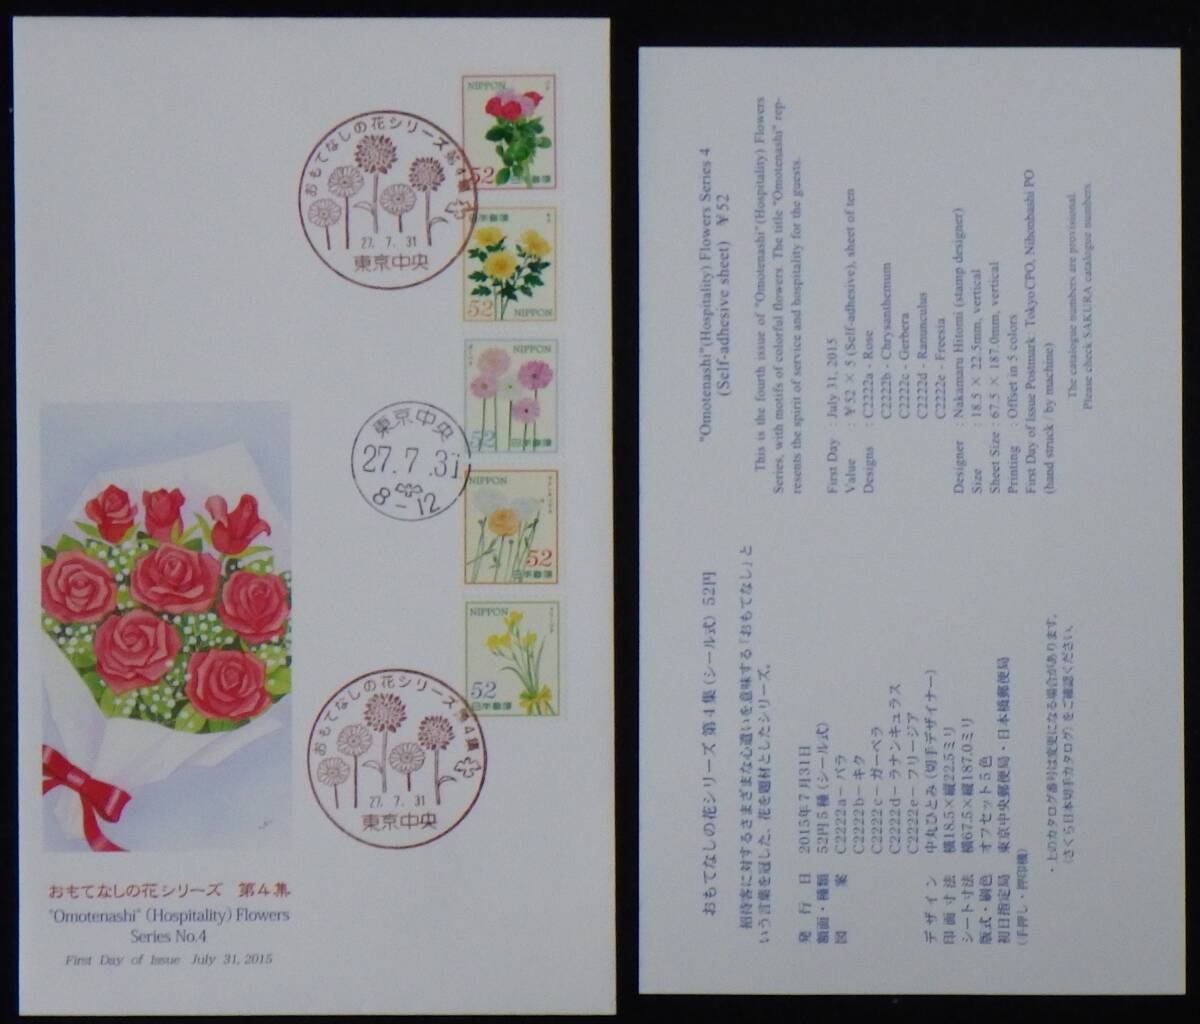 おもてなしの花シリーズ第4集
27. 7. 31
東京中央
NIPPON
52
日本郵便
日本郵便
52
NIPPON
52
日本郵便
東京中央
27.7.31
8-12
NIPPON
52
日本郵便
NIPPON
52
日本郵便
おもてなしの花シリーズ第4集
27. 7. 31
東京中央
おもてなしの花シリーズ 第4集
"Omotenashi" (Hospitality) Flowers
Series No.4
First Day of Issue July 31, 2015
おもてなしの花シリーズ 第4集 (シール式) 52円
招待客に対するさまざまな心遣いを意味する「おもてなし」と
いう言葉を冠した、花を題材としたシリーズ。
発行日 2015年7月31日
額面・種類 52円5種 (シール式)
図案 C2222a－バラ
C2222b－キク
C2222c－ガーベラ
C2222d－ラナンキュラス
C2222e－フリージア
デザイン 中丸ひとみ (切手デザイナー)
印面寸法 横18.5×縦22.5ミリ
シート寸法 横67.5×縦187.0ミリ
版式・刷色 オフセット5色
初日指定局 東京中央郵便局・日本橋郵便局
(手押し・押印機)
・上のカタログ番号は変更になる場合があります。
(さくら日本切手カタログ)をご確認ください。
"Omotenashi"(Hospitality) Flowers Series 4
(Self-adhesive sheet) ￥52
This is the fourth issue of "Omotenashi"(Hospitality) Flowers
Series, with motifs of colorful flowers. The title "Omotenashi" rep-
resents the spirit of service and hospitality for the guests.
First Day : July 31, 2015
Value : ￥52 × 5 (Self-adhesive), sheet of ten
Designs : C2222a - Rose
C2222b - Chrysanthemum
C2222c - Gerbera
C2222d - Ranunculus
C2222e - Freesia
Designer : Nakamaru Hitomi (stamp designer)
Size : 18.5 × 22.5mm, vertical
Sheet Size : 67.5 × 187.0mm, vertical
Printing : Offset in 5 colors
First Day of Issue Postmark: Tokyo CPO, Nihonbashi PO
(hand struck / by machine)
The catalogue numbers are provisional.
Please check SAKURA catalogue numbers.